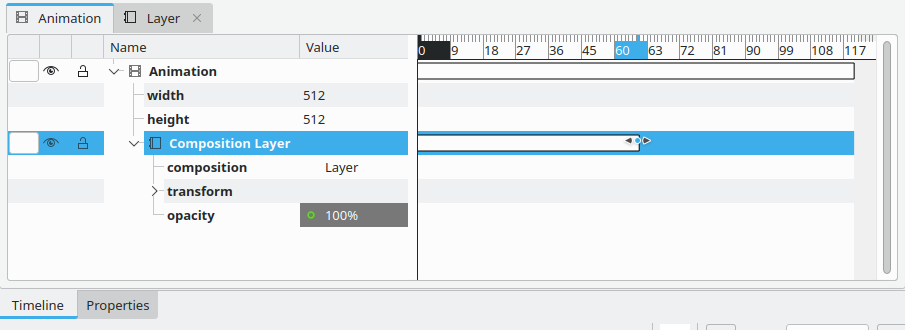 Animation Layer
Name Value 0 9 18 27 36 45 60 63 72 81 90 99 108 117
Animation
width 512
height 512
Composition Layer
composition Layer
transform
opacity 100%
Timeline Properties